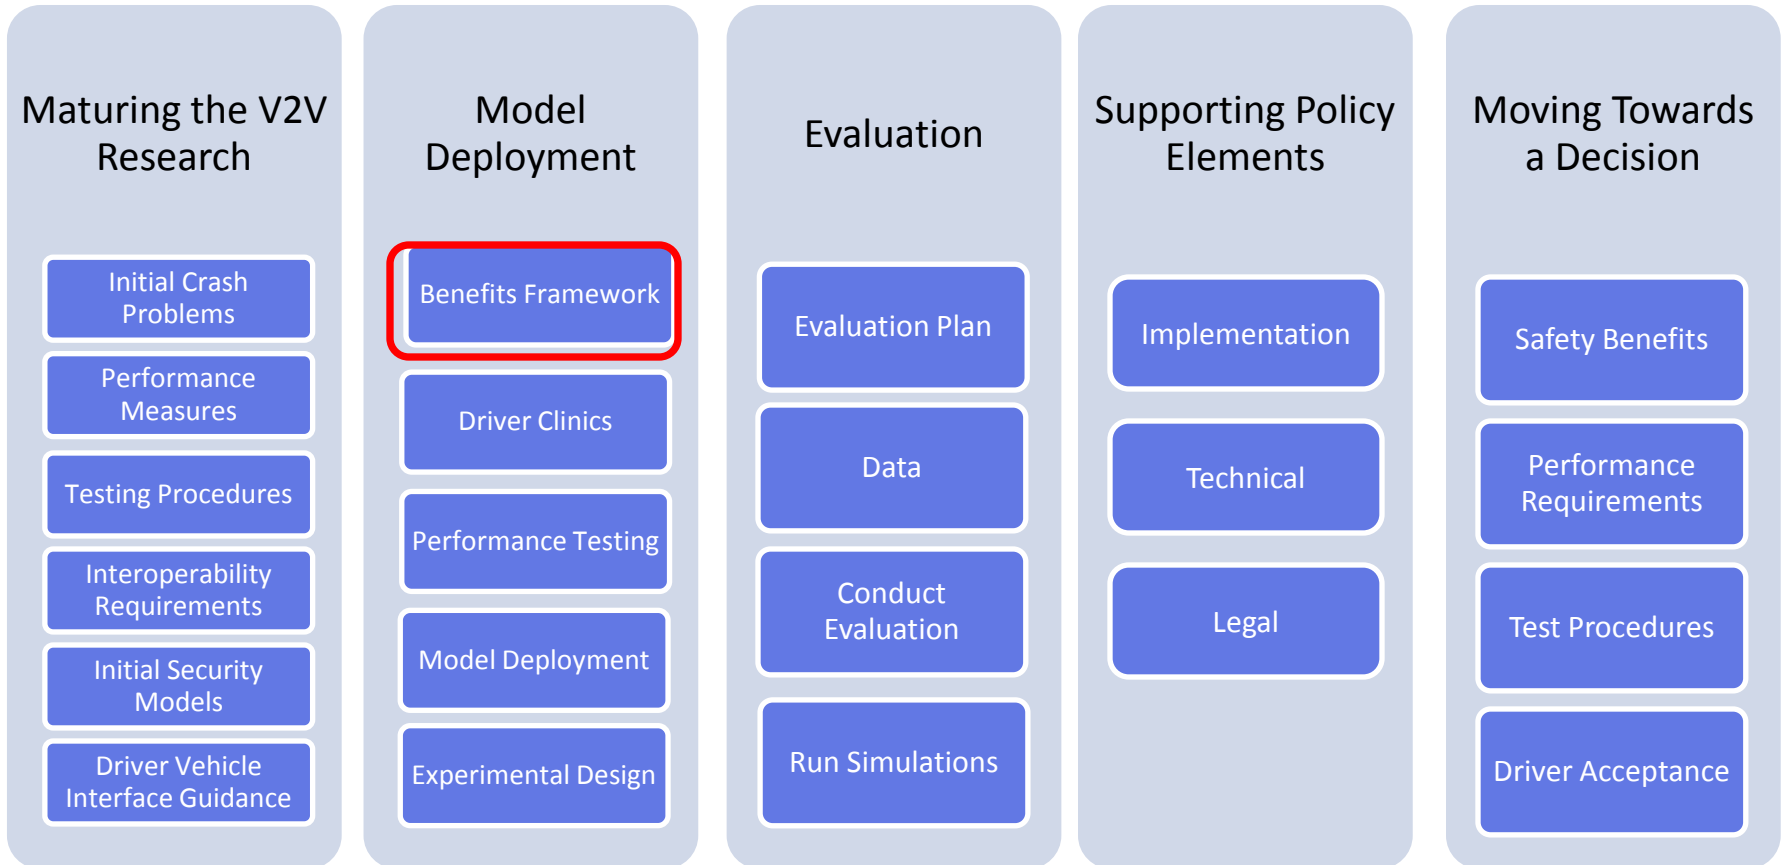 Maturing the V2V
Research
Initial Crash
Problems
Performance
Measures
Testing Procedures
Interoperability
Requirements
Initial Security
Models
Driver Vehicle
Interface Guidance
Model
Deployment
Benefits Framework
Driver Clinics
Performance Testing
Model Deployment
Experimental Design
Evaluation
Evaluation Plan
Data
Conduct
Evaluation
Run Simulations
Supporting Policy
Elements
Implementation
Technical
Legal
Moving Towards
a Decision
Safety Benefits
Performance
Requirements
Test Procedures
Driver Acceptance